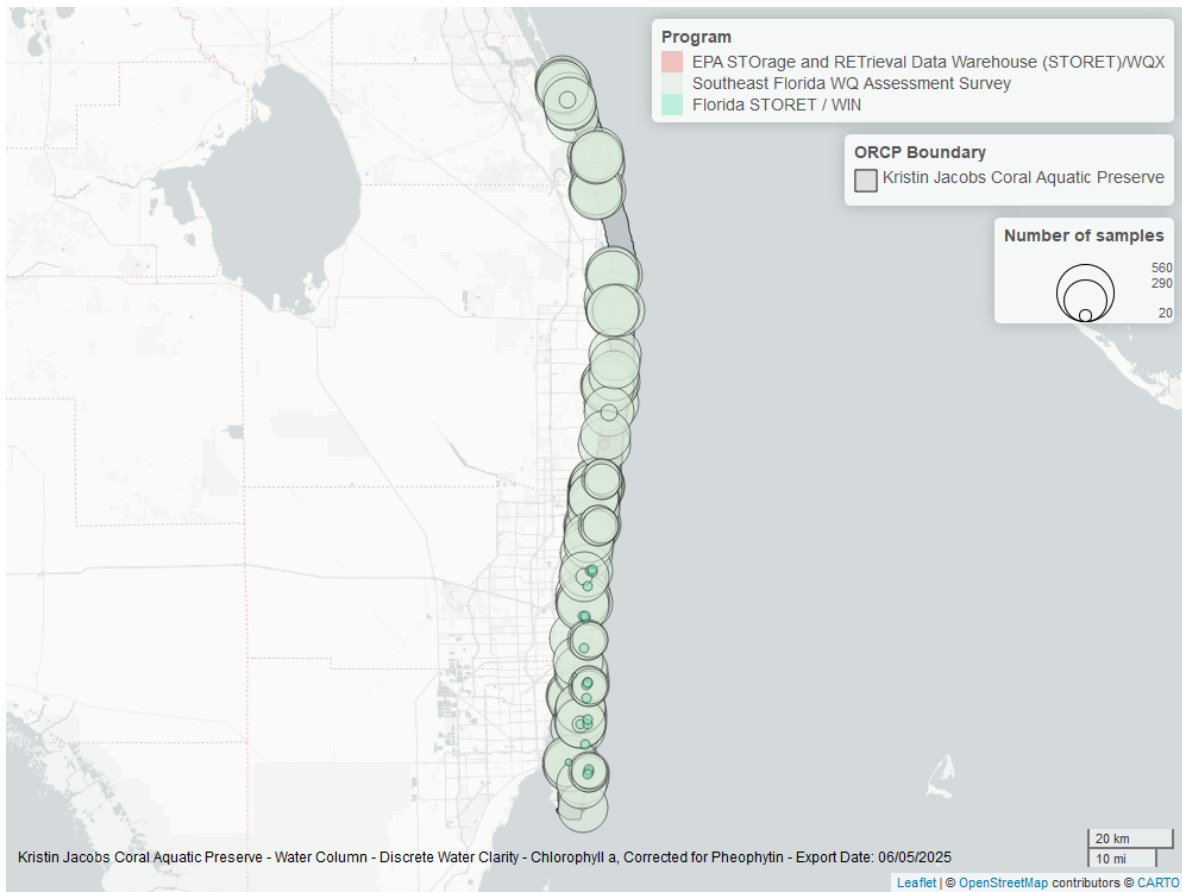 Program
EPA STOrage and RETrieval Data Warehouse (STORET)/WQX
Southeast Florida WQ Assessment Survey
Florida STORET / WIN
ORCP Boundary
Kristin Jacobs Coral Aquatic Preserve
Number of samples
560
290
20
20 km
10 mi
Kristin Jacobs Coral Aquatic Preserve - Water Column - Discrete Water Clarity - Chlorophyll a, Corrected for Pheophytin - Export Date: 06/05/2025
Leaflet | © OpenStreetMap contributors © CARTO